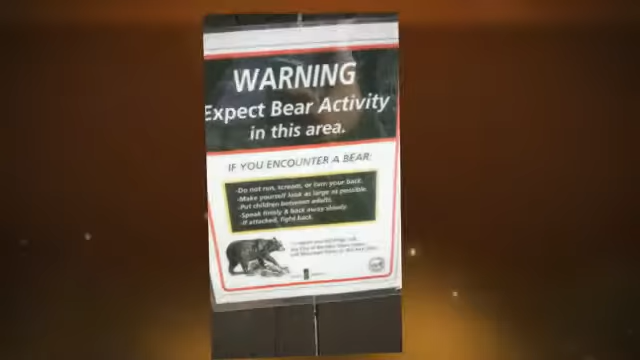 WARNING
Expect Bear Activity
in this area.
IF YOU ENCOUNTER A BEAR:
-Do not run, scream, or turn your back.
-Make yourself look as large as possible.
-Put children between adults.
-Speak firmly & back away slowly.
-If attacked, fight back.